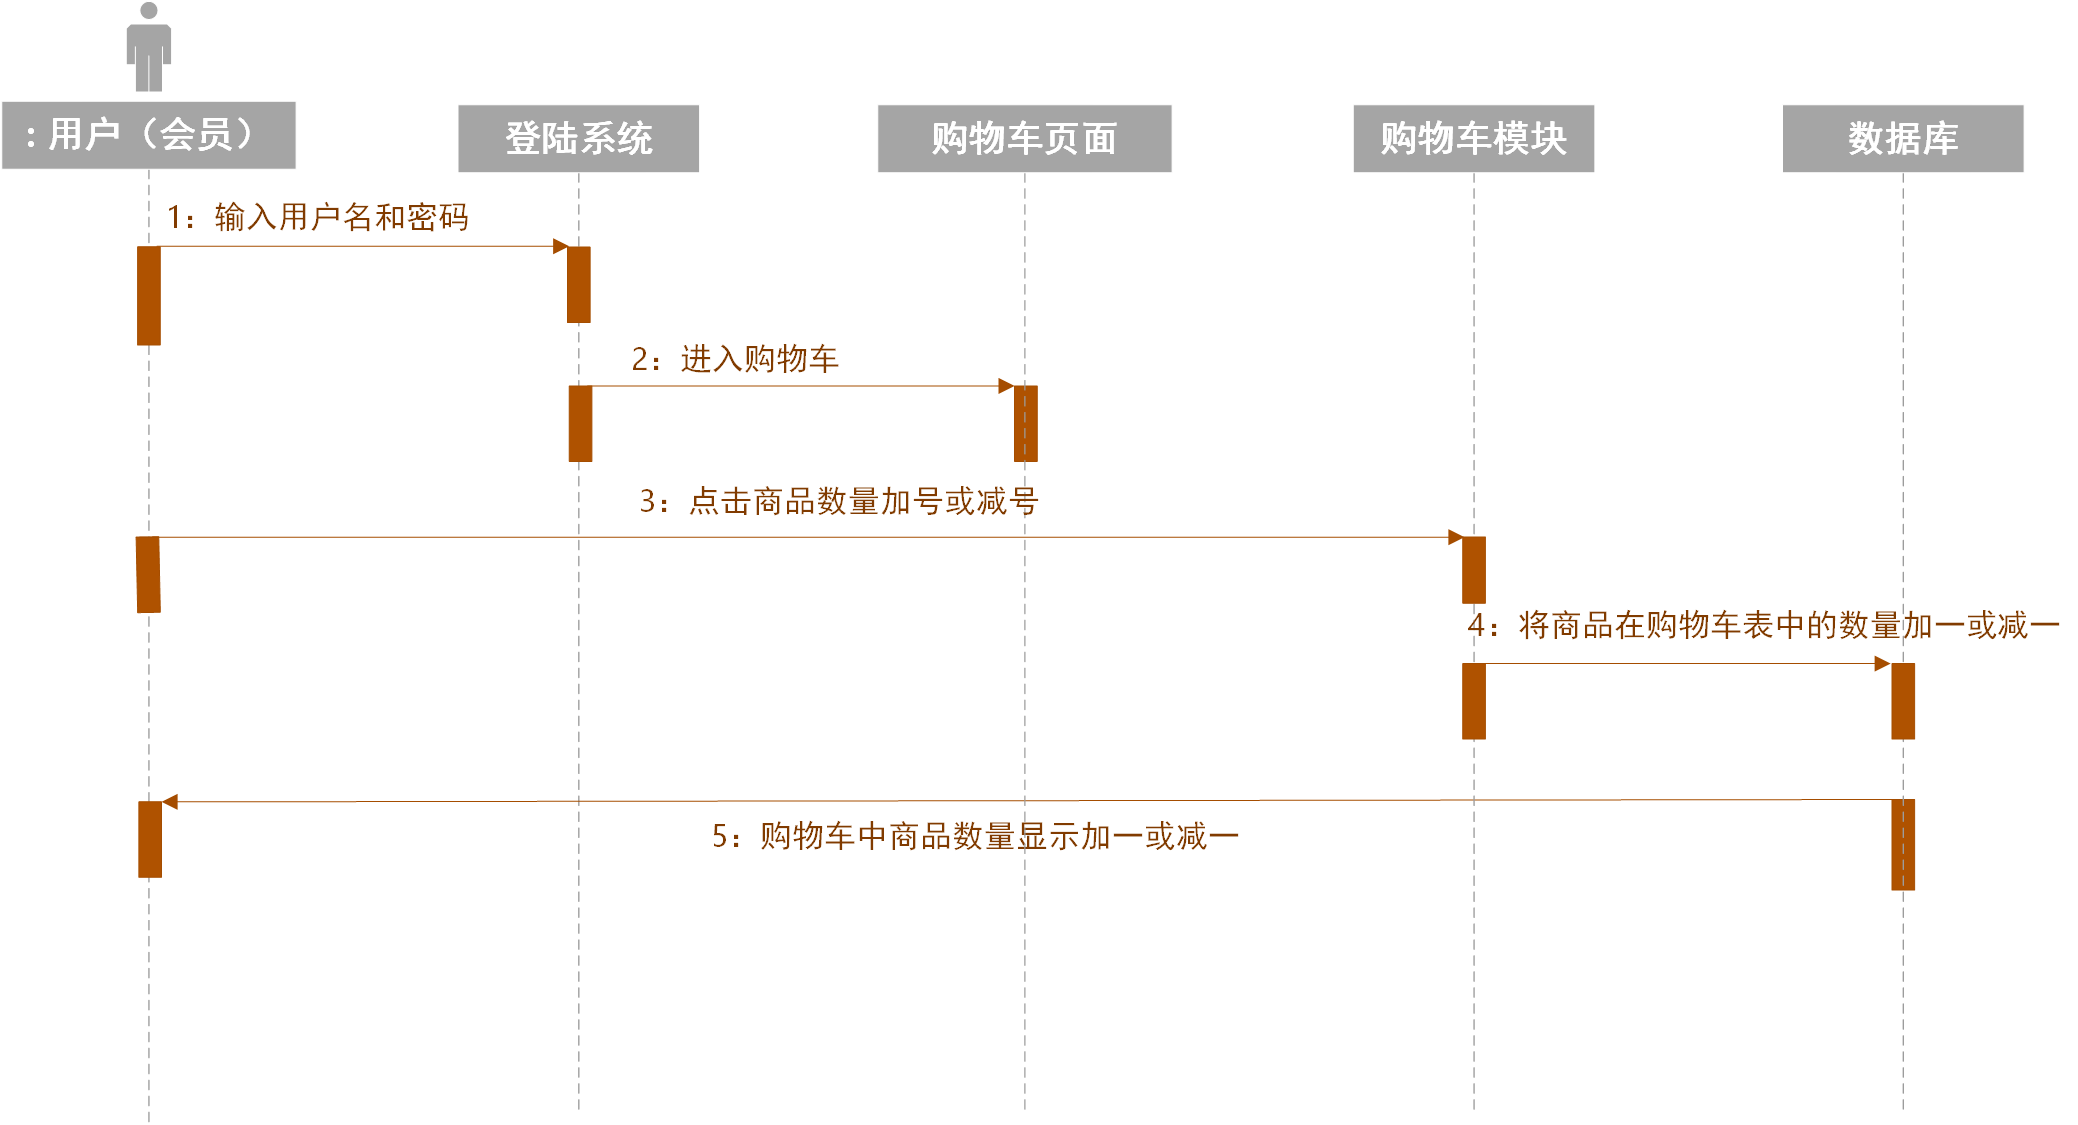 : 用户（会员）
登陆系统
购物车页面
购物车模块
数据库
1：输入用户名和密码
2：进入购物车
3：点击商品数量加号或减号
4：将商品在购物车表中的数量加一或减一
5：购物车中商品数量显示加一或减一